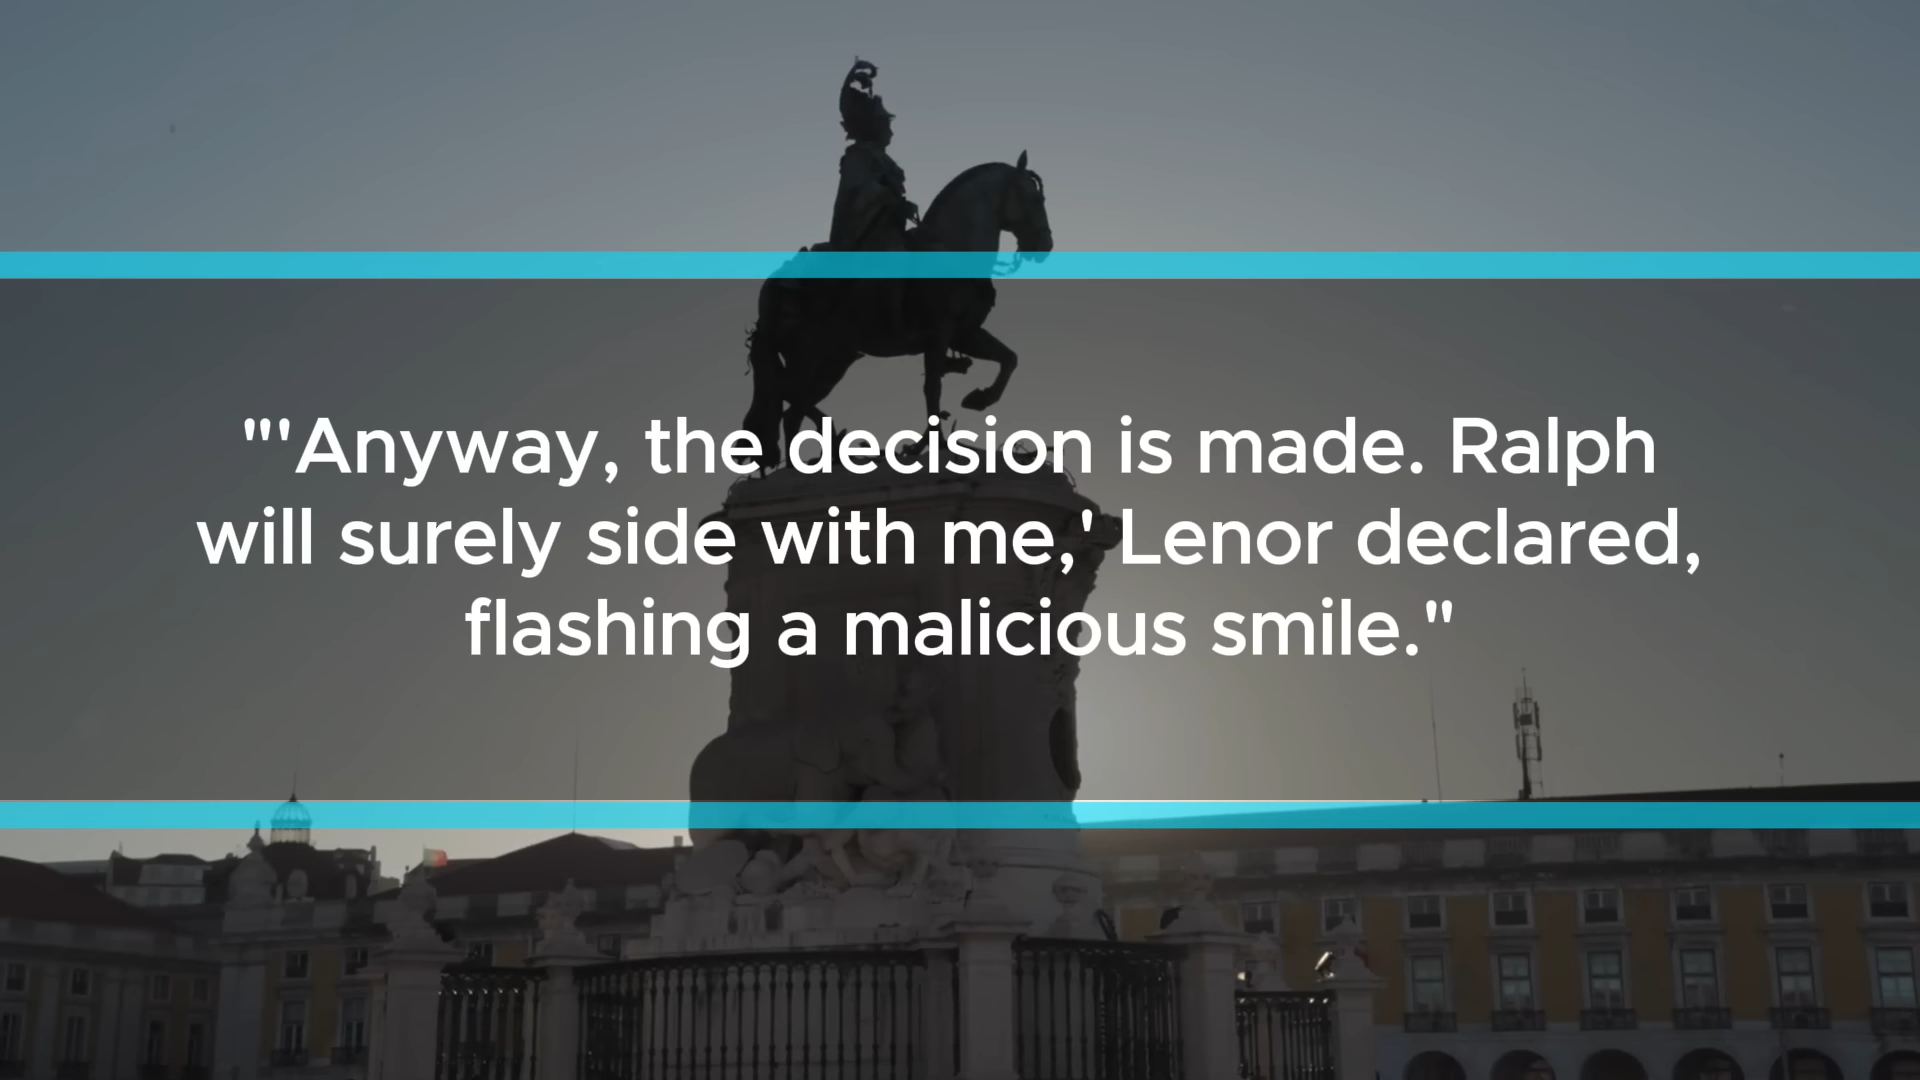 "'Anyway, the decision is made. Ralph
will surely side with me,' Lenor declared,
flashing a malicious smile."